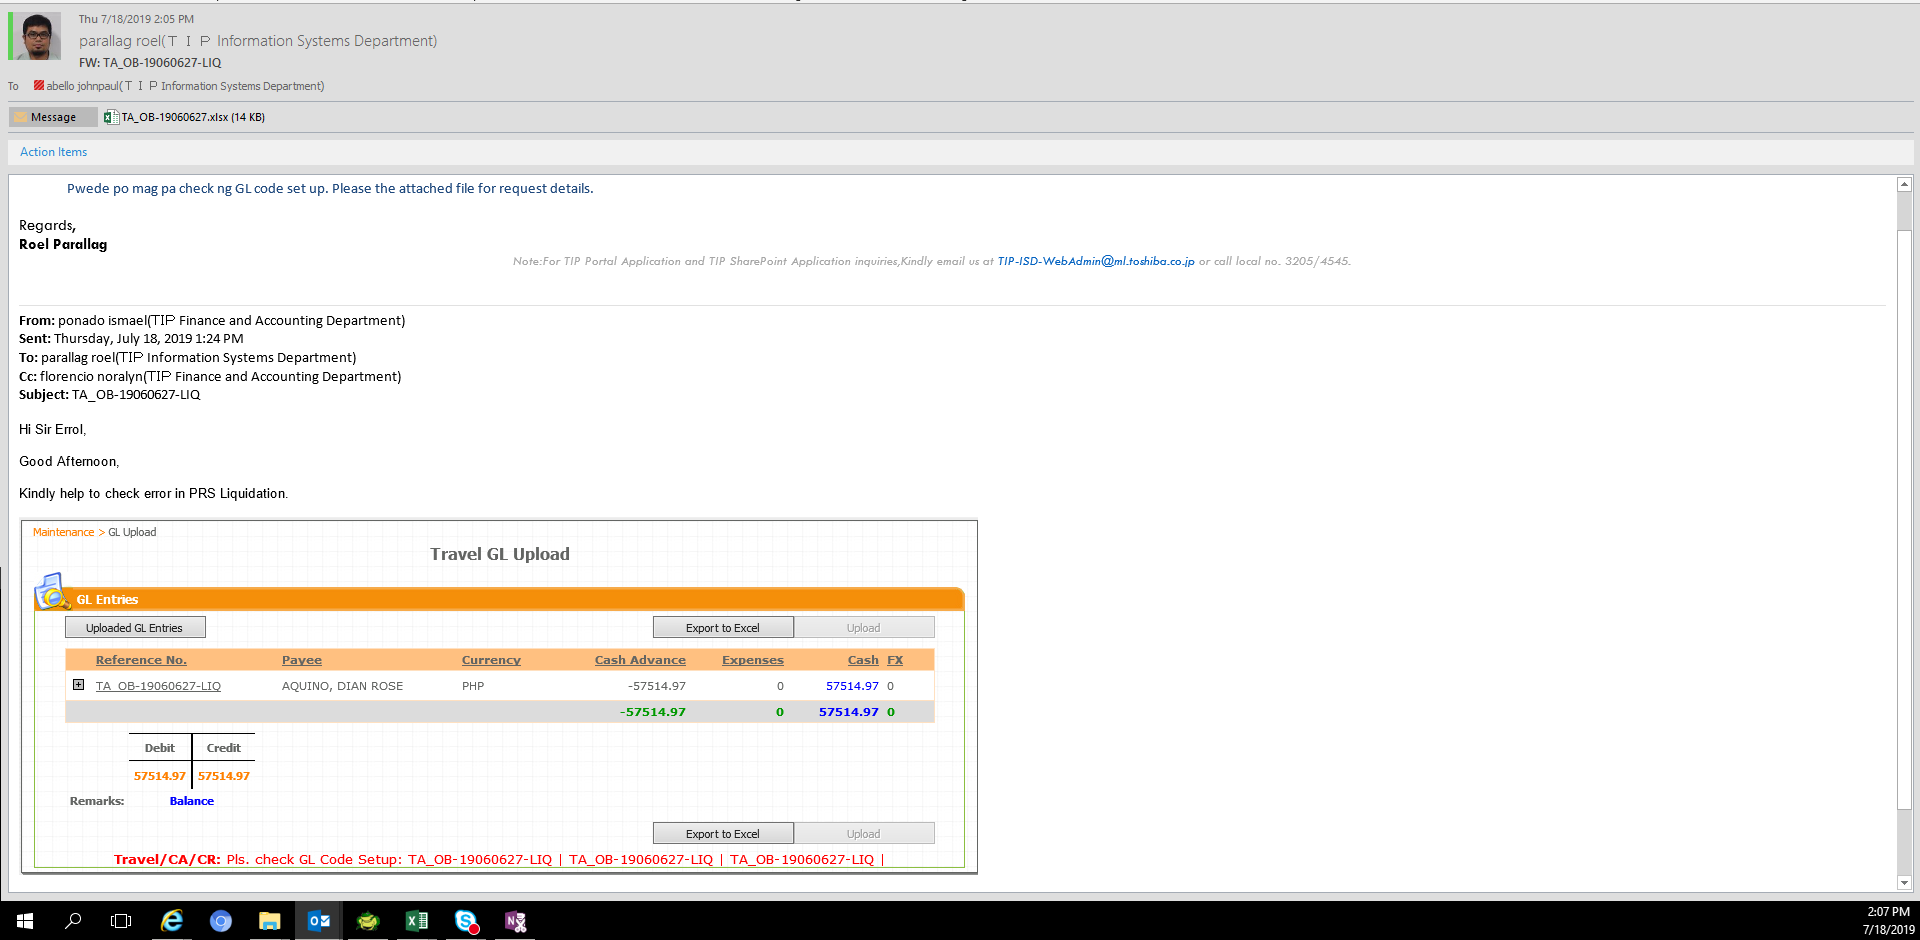 Thu 7/18/2019 2:05 PM
parallag roel(ＴＩＰ Information Systems Department)
FW: TA_OB-19060627-LIQ
To abello johnpaul(ＴＩＰ Information Systems Department)
Message TA_OB-19060627.xlsx (14 KB)
Action Items
Pwede po mag pa check ng GL code set up. Please the attached file for request details.
Regards,
Roel Parallag
Note:For TIP Portal Application and TIP SharePoint Application inquiries,Kindly email us at TIP-ISD-WebAdmin@ml.toshiba.co.jp or call local no. 3205/4545.
From: ponado ismael(TIP Finance and Accounting Department)
Sent: Thursday, July 18, 2019 1:24 PM
To: parallag roel(TIP Information Systems Department)
Cc: florencio noralyn(TIP Finance and Accounting Department)
Subject: TA_OB-19060627-LIQ
Hi Sir Errol,
Good Afternoon,
Kindly help to check error in PRS Liquidation.
Maintenance > GL Upload
Travel GL Upload
GL Entries
Uploaded GL Entries Export to Excel Upload
Reference No. Payee Currency Cash Advance Expenses Cash FX
TA_OB-19060627-LIQ AQUINO, DIAN ROSE PHP -57514.97 0 57514.97 0
-57514.97 0 57514.97 0
Debit Credit
57514.97 57514.97
Remarks: Balance
Export to Excel Upload
Travel/CA/CR: Pls. check GL Code Setup: TA_OB-19060627-LIQ | TA_OB-19060627-LIQ | TA_OB-19060627-LIQ |
2:07 PM
7/18/2019